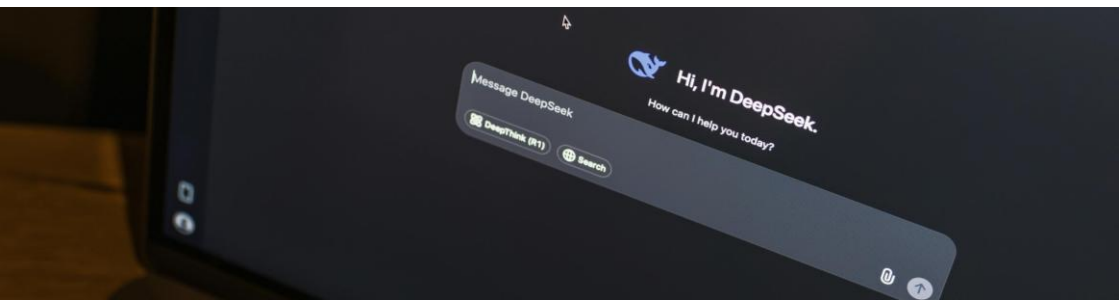 Hi, I'm DeepSeek.
How can I help you today?
Message DeepSeek
DeepThink (R1)
Search